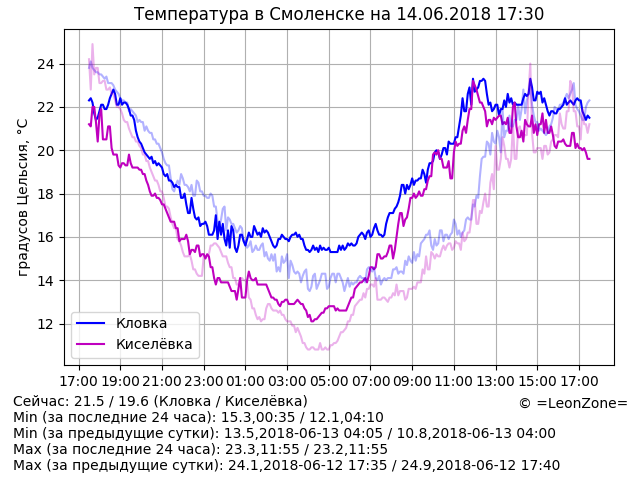 Температура в Смоленске на 14.06.2018 17:30
градусов Цельсия, °C
24
22
20
18
16
14
12
Кловка
Киселёвка
17:00 19:00 21:00 23:00 01:00 03:00 05:00 07:00 09:00 11:00 13:00 15:00 17:00
Сейчас: 21.5 / 19.6 (Кловка / Киселёвка)
© =LeonZone=
Min (за последние 24 часа): 15.3,00:35 / 12.1,04:10
Min (за предыдущие сутки): 13.5,2018-06-13 04:05 / 10.8,2018-06-13 04:00
Max (за последние 24 часа): 23.3,11:55 / 23.2,11:55
Max (за предыдущие сутки): 24.1,2018-06-12 17:35 / 24.9,2018-06-12 17:40